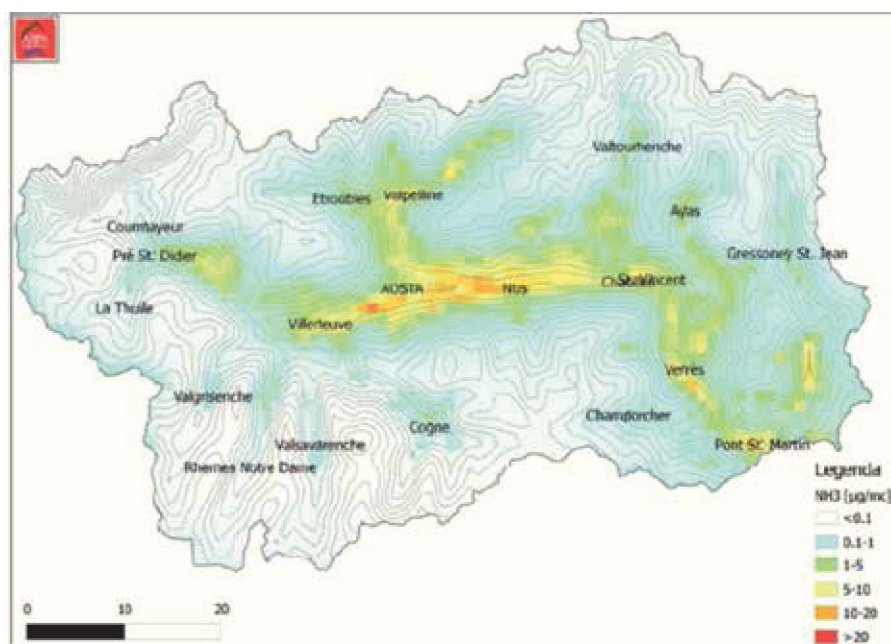 Valtournenche
Etroubles
Valpelline
Ayas
Courmayeur
Pré St. Didier
Gressoney St. Jean
AOSTA
Nus
St. Vincent
La Thuile
Villeneuve
Verrès
Valgrisenche
Cogne
Champorcher
Valsavarenche
Pont St. Martin
Rhemes Notre Dame
Legenda
NH3 [µg/mc]
<0.1
0.1-1
1-5
5-10
10-20
>20
0 10 20